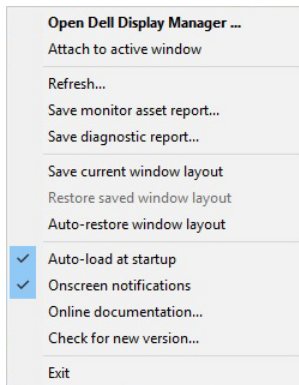 Open Dell Display Manager ...
Attach to active window
Refresh...
Save monitor asset report...
Save diagnostic report...
Save current window layout
Restore saved window layout
Auto-restore window layout
Auto-load at startup
Onscreen notifications
Online documentation...
Check for new version...
Exit